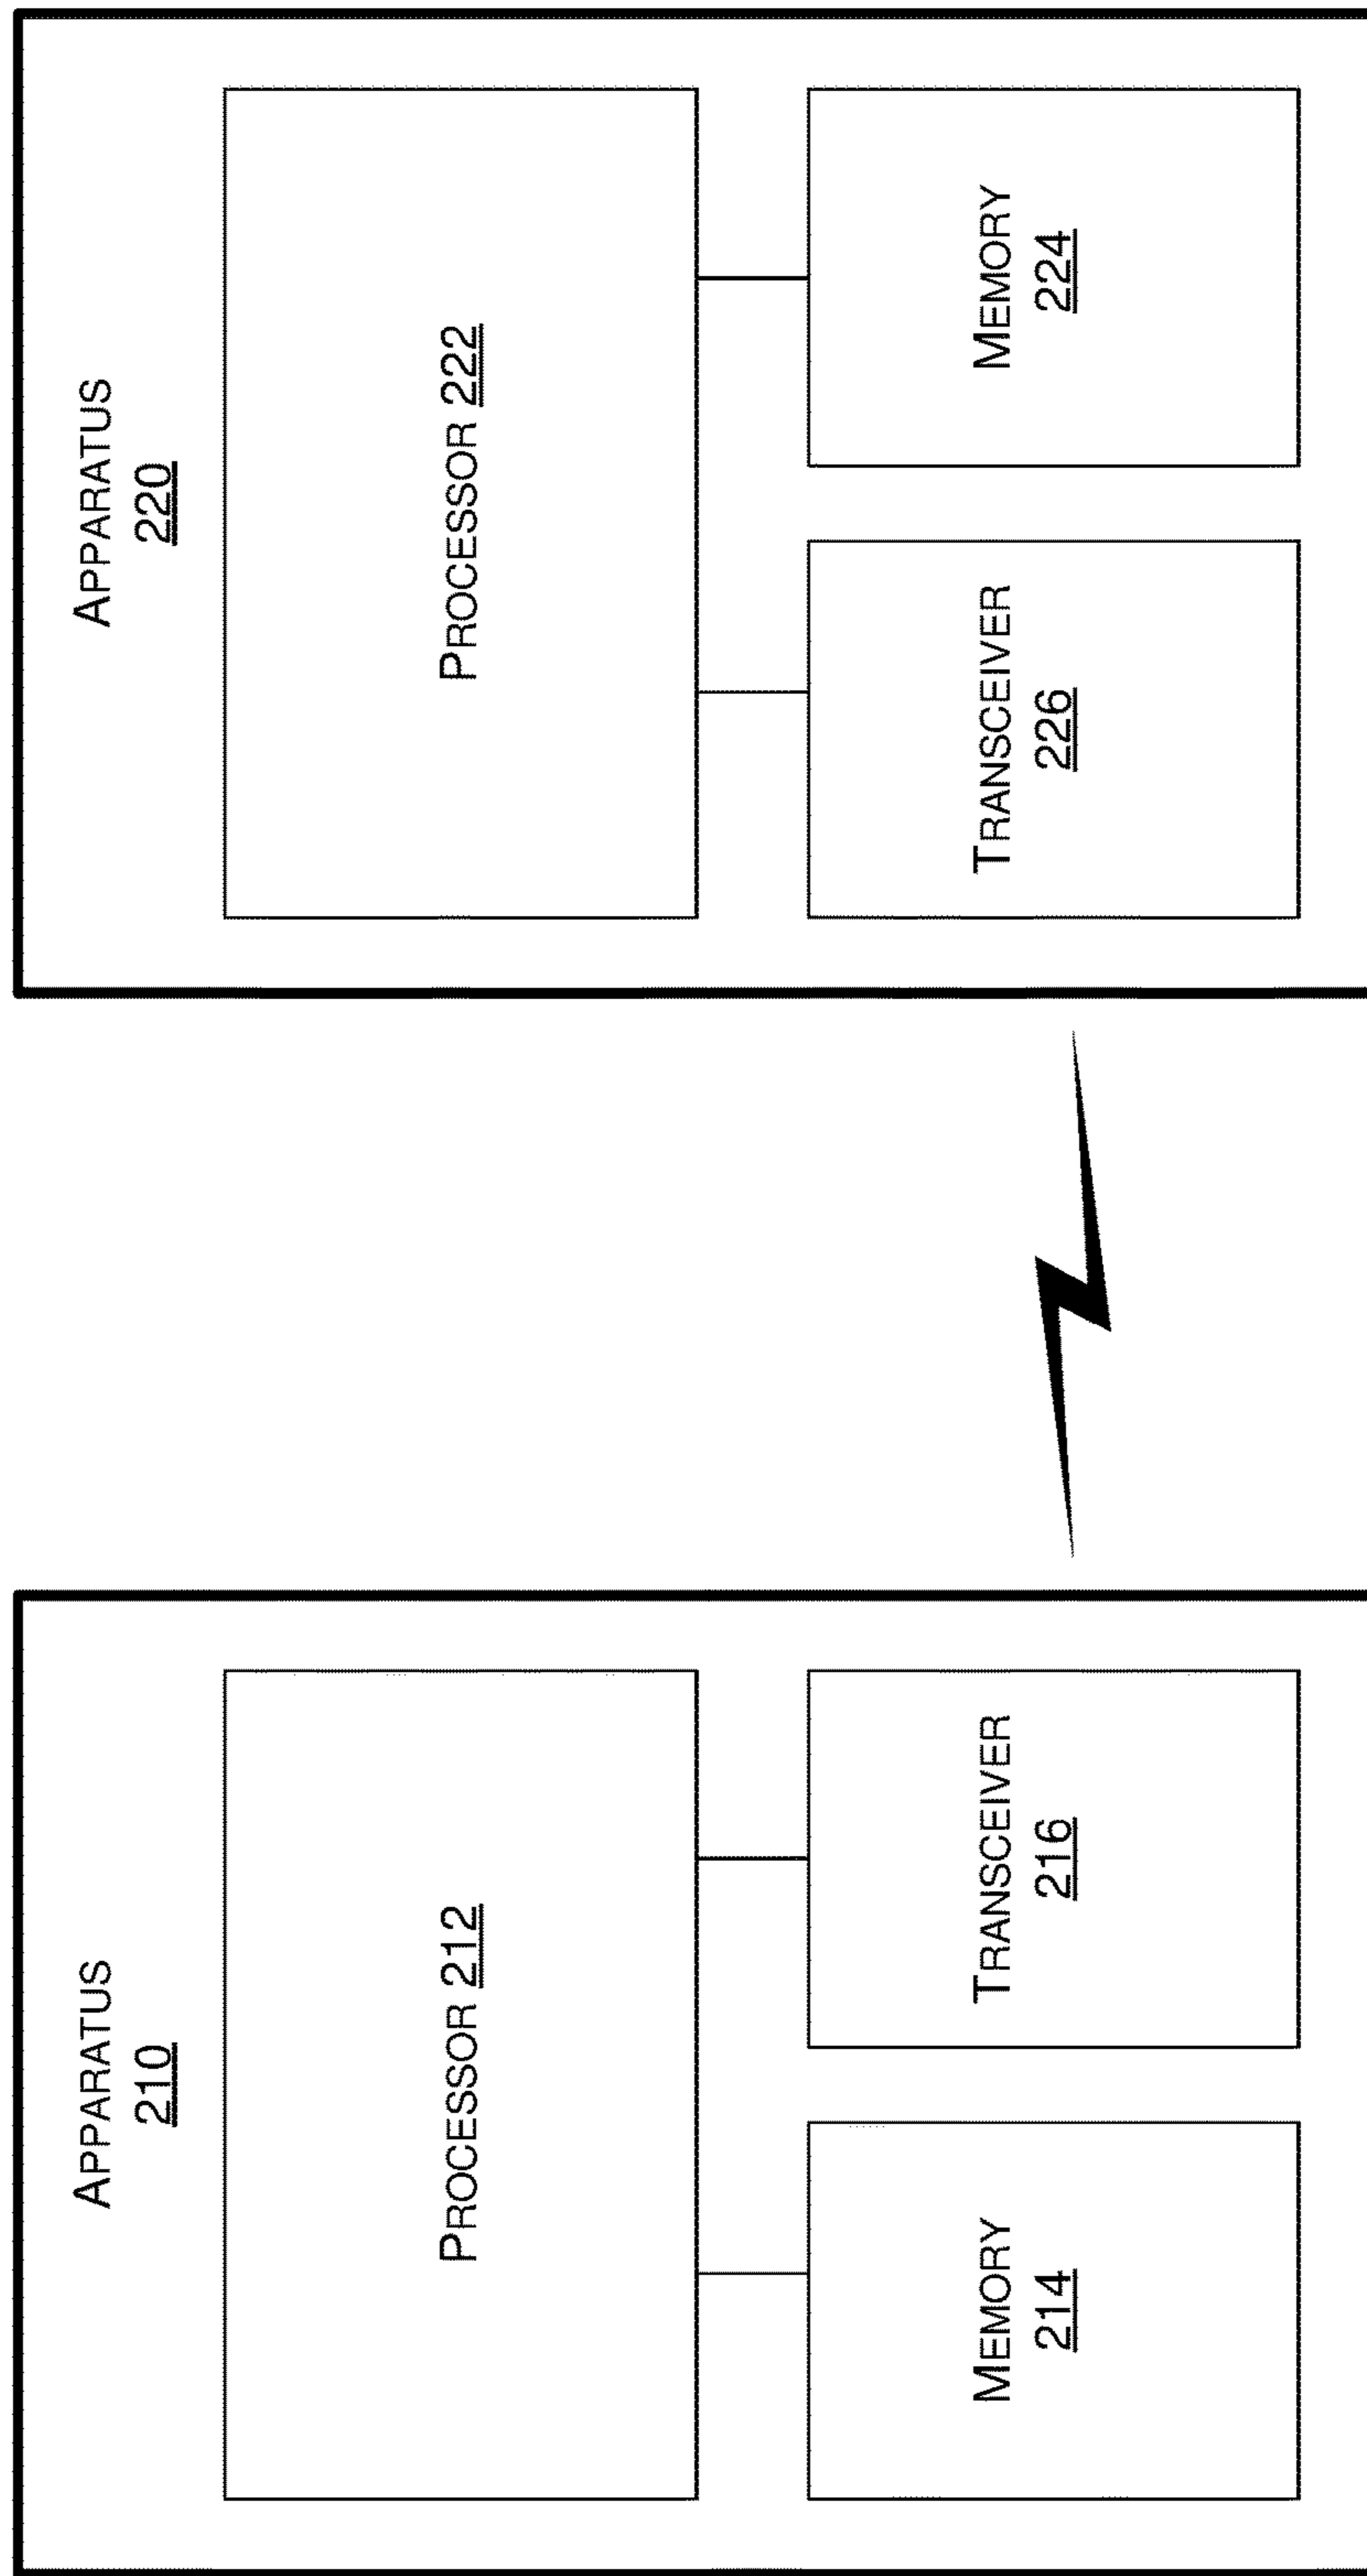 APPARATUS
210
PROCESSOR 212
MEMORY
214
TRANSCEIVER
216
APPARATUS
220
PROCESSOR 222
TRANSCEIVER
226
MEMORY
224